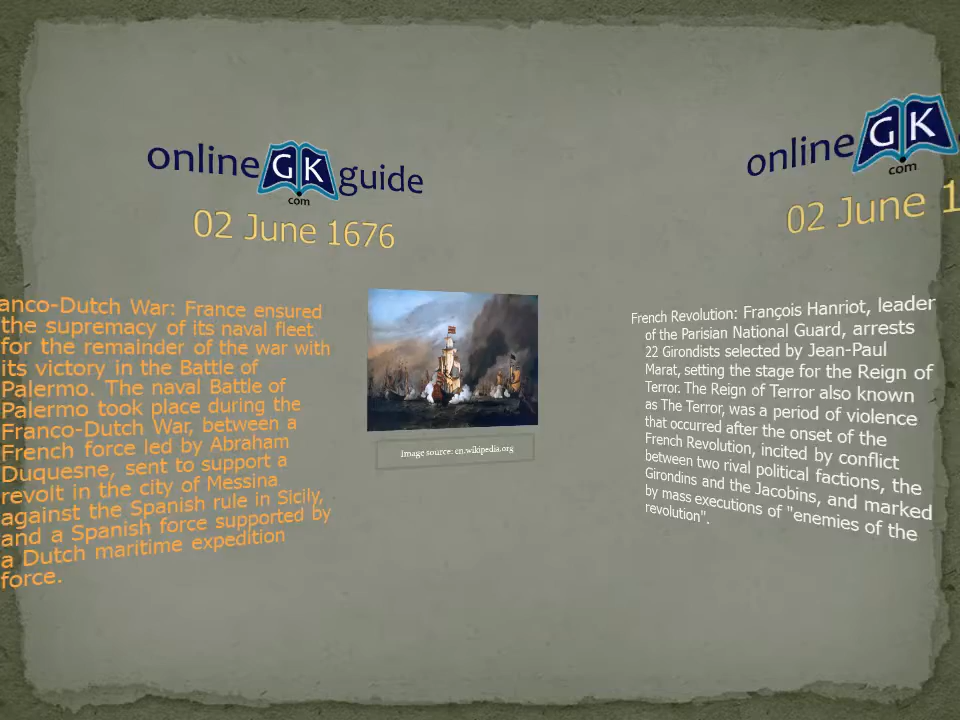 online GK guide
com
02 June 1676
anco-Dutch War: France ensured
the supremacy of its naval fleet
for the remainder of the war with
its victory in the Battle of
Palermo. The naval Battle of
Palermo took place during the
Franco-Dutch War, between a
French force led by Abraham
Duquesne, sent to support a
revolt in the city of Messina
against the Spanish rule in Sicily,
and a Spanish force supported by
a Dutch maritime expedition
force.
Image source: en.wikipedia.org
online GK
com
02 June 1
French Revolution: François Hanriot, leader
of the Parisian National Guard, arrests
22 Girondists selected by Jean-Paul
Marat, setting the stage for the Reign of
Terror. The Reign of Terror also known
as The Terror, was a period of violence
that occurred after the onset of the
French Revolution, incited by conflict
between two rival political factions, the
Girondins and the Jacobins, and marked
by mass executions of "enemies of the
revolution".